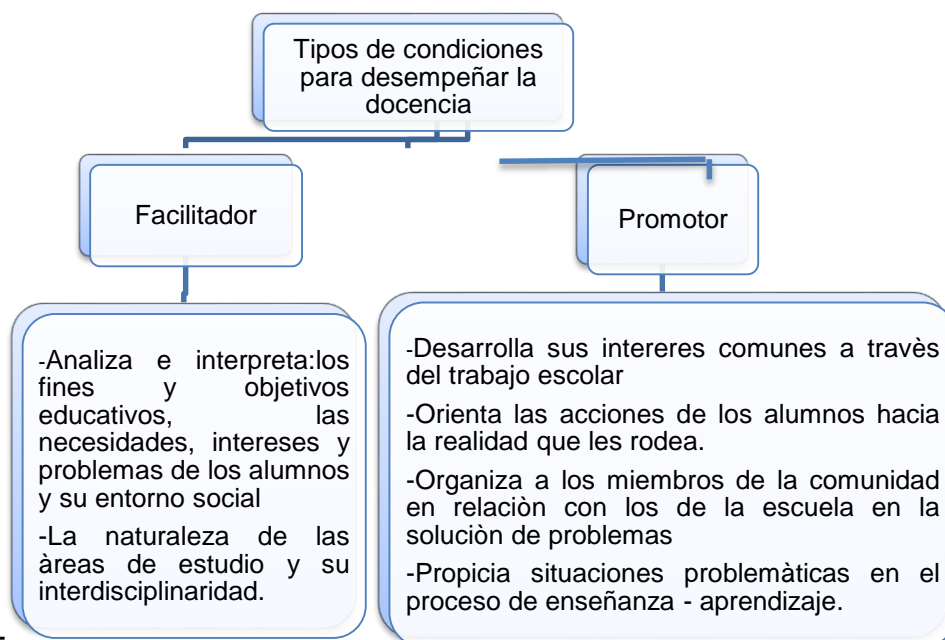 Tipos de condiciones
para desempeñar la
docencia
Facilitador
Promotor
-Analiza e interpreta:los
fines y objetivos
educativos, las
necesidades, intereses y
problemas de los alumnos
y su entorno social
-La naturaleza de las
àreas de estudio y su
interdisciplinaridad.
-Desarrolla sus intereres comunes a travès
del trabajo escolar
-Orienta las acciones de los alumnos hacia
la realidad que les rodea.
-Organiza a los miembros de la comunidad
en relaciòn con los de la escuela en la
soluciòn de problemas
-Propicia situaciones problemàticas en el
proceso de enseñanza - aprendizaje.